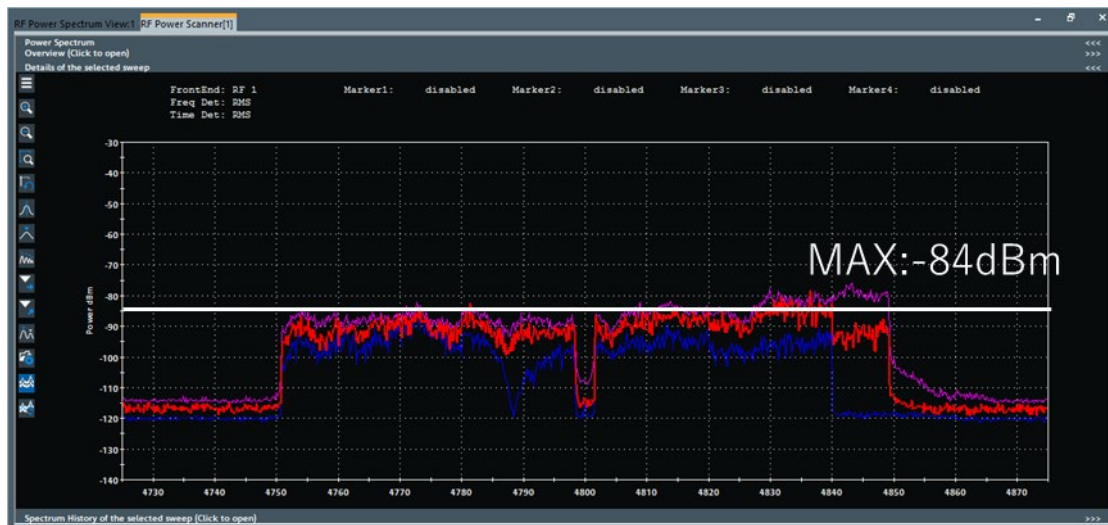 RF Power Spectrum View:1 RF Power Scanner[1]
Power Spectrum <<<
Overview (Click to open) >>>
Details of the selected sweep <<<
FrontEnd: RF 1 Marker1: disabled Marker2: disabled Marker3: disabled Marker4: disabled
Freq Det: RMS
Time Det: RMS
-30
-40
-50
-60
MAX:-84dBm
-70
-80
Power dBm
-90
-100
-110
-120
-130
-140
4730 4740 4750 4760 4770 4780 4790 4800 4810 4820 4830 4840 4850 4860 4870
Spectrum History of the selected sweep (Click to open) >>>